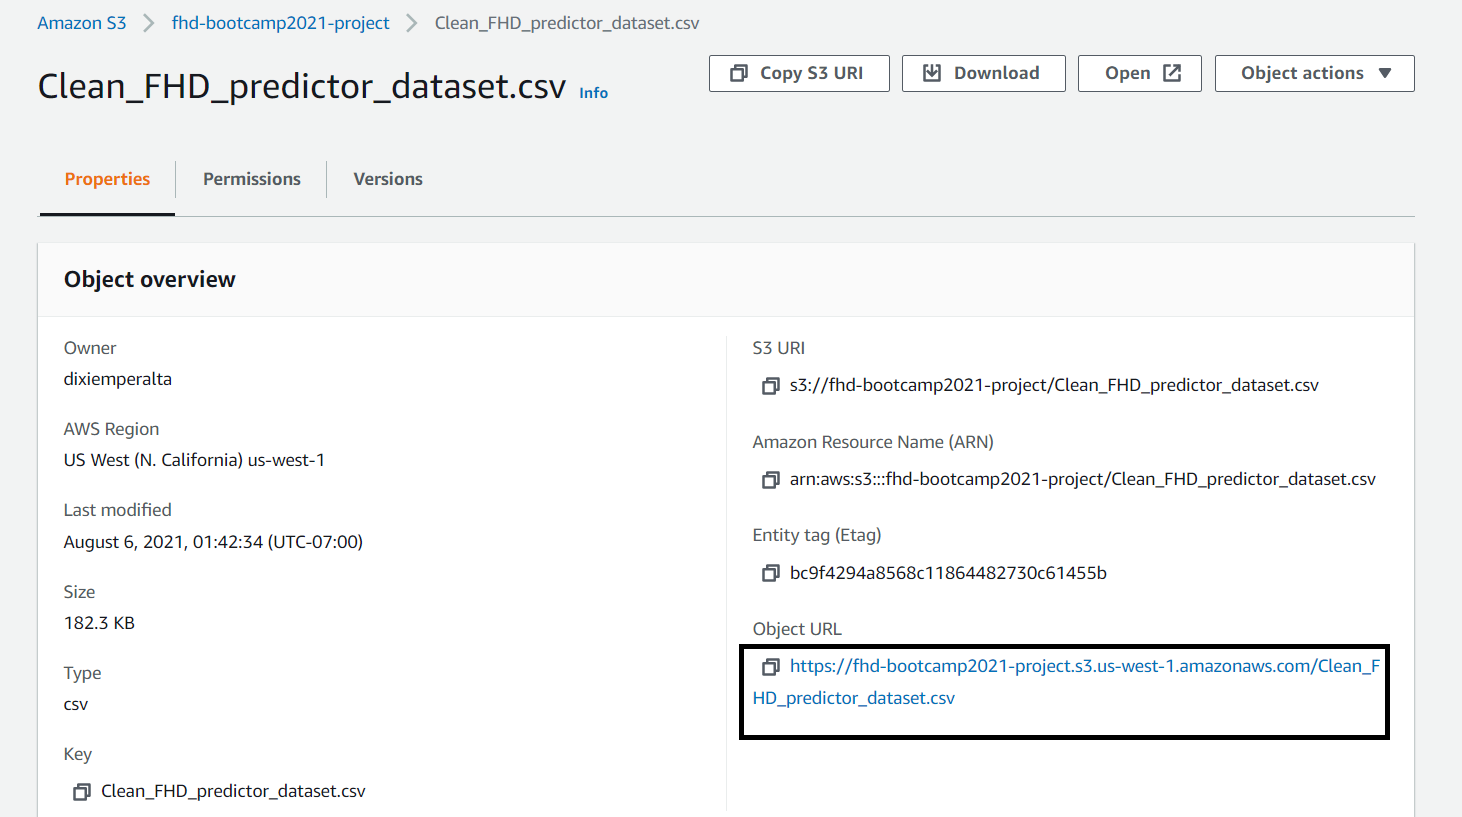 Amazon S3 > fhd-bootcamp2021-project > Clean_FHD_predictor_dataset.csv
Clean_FHD_predictor_dataset.csv Info
Copy S3 URI Download Open Object actions
Properties Permissions Versions
Object overview
Owner
dixiemperalta
AWS Region
US West (N. California) us-west-1
Last modified
August 6, 2021, 01:42:34 (UTC-07:00)
Size
182.3 KB
Type
csv
Key
Clean_FHD_predictor_dataset.csv
S3 URI
s3://fhd-bootcamp2021-project/Clean_FHD_predictor_dataset.csv
Amazon Resource Name (ARN)
arn:aws:s3:::fhd-bootcamp2021-project/Clean_FHD_predictor_dataset.csv
Entity tag (Etag)
bc9f4294a8568c11864482730c61455b
Object URL
https://fhd-bootcamp2021-project.s3.us-west-1.amazonaws.com/Clean_F
HD_predictor_dataset.csv